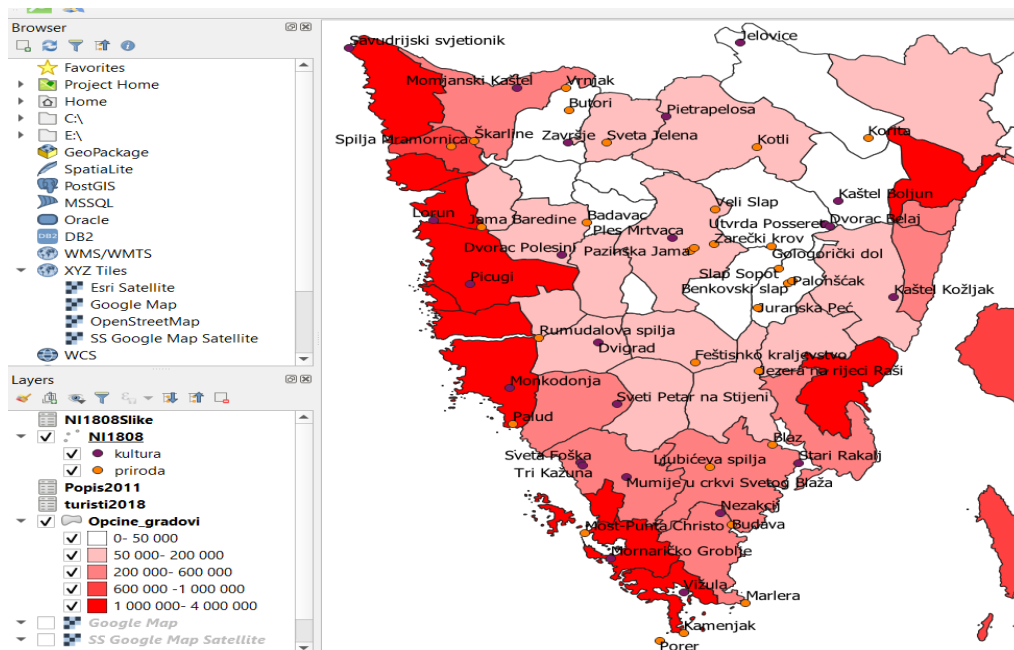 Browser
Favorites
Project Home
Home
C:\
E:\
GeoPackage
SpatiaLite
PostGIS
MSSQL
Oracle
DB2
WMS/WMTS
XYZ Tiles
Esri Satellite
Google Map
OpenStreetMap
SS Google Map Satellite
WCS
Layers
NI1808Slike
NI1808
kultura
priroda
Popis2011
turisti2018
Opcine_gradovi
0- 50 000
50 000- 200 000
200 000- 600 000
600 000 -1 000 000
1 000 000- 4 000 000
Google Map
SS Google Map Satellite
Savudrijski svjetionik
Jelovice
Momjanski Kaštel
Vrnjak
Butori
Pietrapelosa
Spilja Mramornica
Škarline
Završje
Sveta Jelena
Kotli
Korita
Kaštel Boljun
Lorun
Jama Baredine
Badavac
Veli Slap
Ples Mrtvaca
Utvrda Posseret
Dvorac Belaj
Dvorac Polesini
Pazinska Jama
Zarečki krov
Gologorički dol
Picugi
Slap Sopot
Benkovski slap
Palonšćak
Kaštel Kožljak
Juranska Peć
Rumudalova spilja
Dvigrad
Feštisnko kraljevstvo
Jezera na rijeci Raši
Monkodonja
Sveti Petar na Stijeni
Palud
Blaz
Sveta Foška
Tri Kažuna
Ljubićeva spilja
Stari Rakalj
Mumije u crkvi Svetog Blaža
Nezakcij
Most-Punta Christo
Budava
Mornaričko Groblje
Vižula
Marlera
Kamenjak
Porer